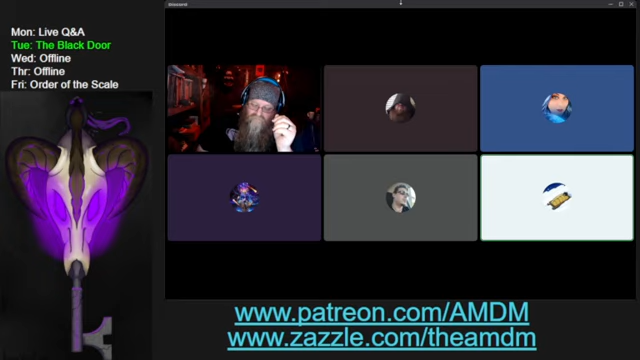 Mon: Live Q&A
Tue: The Black Door
Wed: Offline
Thr: Offline
Fri: Order of the Scale
www.patreon.com/AMDM
www.zazzle.com/theamdm